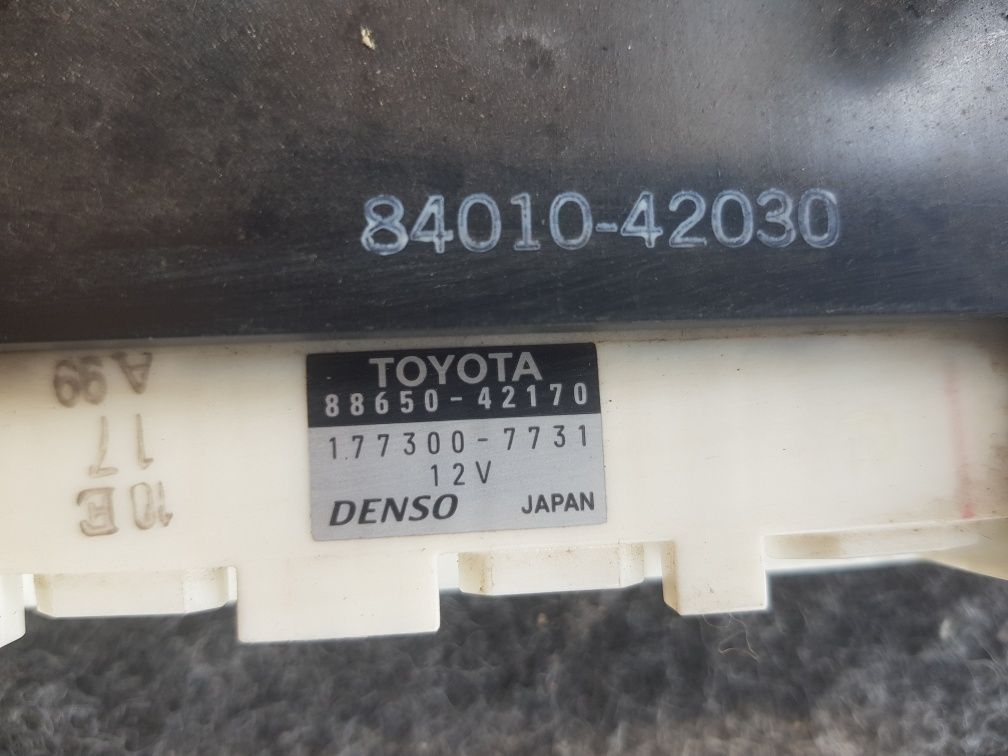 84010-42030
TOYOTA
88650-42170
177300-7731
12V
DENSO JAPAN
10E
17
A99